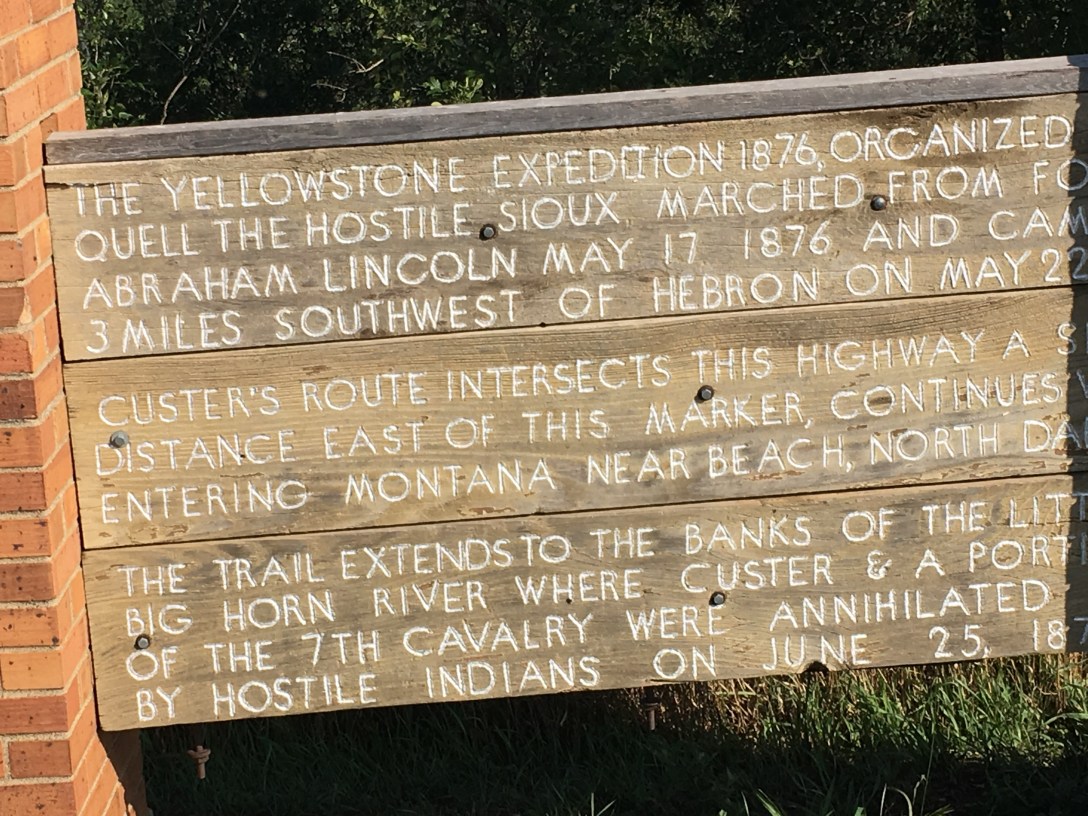 THE YELLOWSTONE EXPEDITION 1876, ORGANIZED
QUELL THE HOSTILE SIOUX MARCHED FROM
ABRAHAM LINCOLN MAY 17 1876 AND
3 MILES SOUTHWEST OF HEBRON ON MAY
CUSTER'S ROUTE INTERSECTS THIS HIGHWAY A
DISTANCE EAST OF THIS MARKER, CONTINUES
ENTERING MONTANA NEAR BEACH, NORTH
THE TRAIL EXTENDS TO THE BANKS OF THE
BIG HORN RIVER WHERE CUSTER & A
OF THE 7TH CAVALRY WERE ANNIHILATED
BY HOSTILE INDIANS ON JUNE 25,